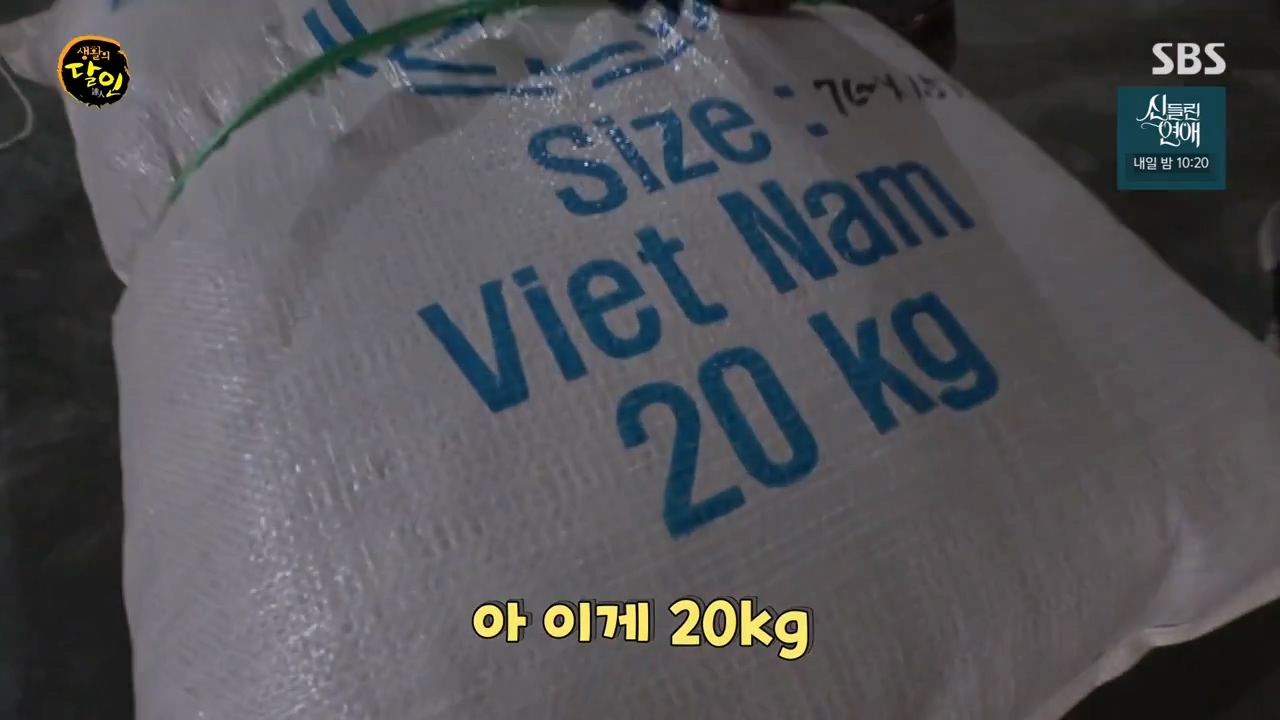 생활의
달인
SBS
신들린
연애
내일 밤 10:20
Size :
Viet Nam
20 kg
아 이게 20kg